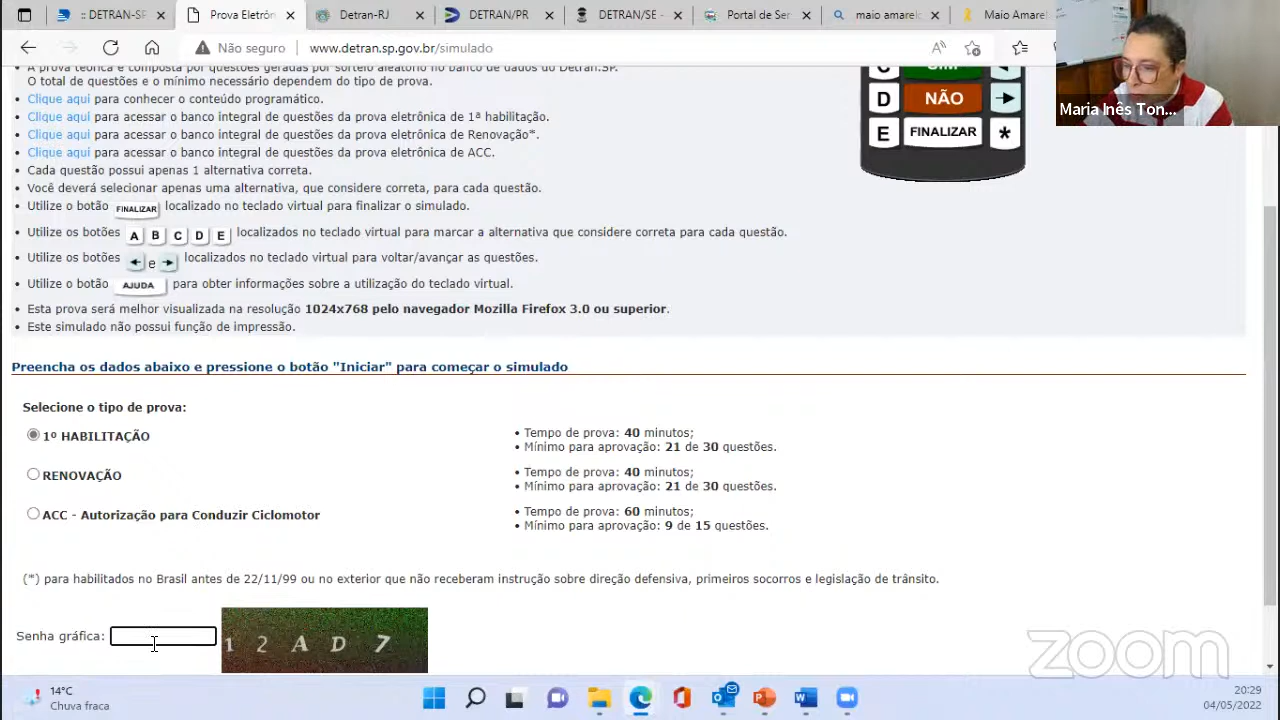 :: DETRAN-SE
Prova Eletrôn
Detran-RJ
DETRAN/PR
DETRAN/SE -
Portal de Ser
maio amarelo
Maio Amarel
Não seguro
www.detran.sp.gov.br/simulado
A prova teórica é composta por questões geradas por sorteio aleatório no banco de dados do Detran.SP.
O total de questões e o mínimo necessário dependem do tipo de prova.
Clique aqui para conhecer o conteúdo programático.
Clique aqui para acessar o banco integral de questões da prova eletrônica de 1ª habilitação.
Clique aqui para acessar o banco integral de questões da prova eletrônica de Renovação*.
Clique aqui para acessar o banco integral de questões da prova eletrônica de ACC.
Cada questão possui apenas 1 alternativa correta.
Você deverá selecionar apenas uma alternativa, que considere correta, para cada questão.
Utilize o botão FINALIZAR localizado no teclado virtual para finalizar o simulado.
Utilize os botões A B C D E localizados no teclado virtual para marcar a alternativa que considere correta para cada questão.
Utilize os botões e localizados no teclado virtual para voltar/avançar as questões.
Utilize o botão AJUDA para obter informações sobre a utilização do teclado virtual.
Esta prova será melhor visualizada na resolução 1024x768 pelo navegador Mozilla Firefox 3.0 ou superior.
Este simulado não possui função de impressão.
C SIM
D NÃO
E FINALIZAR *
Maria Inês Ton...
Preencha os dados abaixo e pressione o botão "Iniciar" para começar o simulado
Selecione o tipo de prova:
1º HABILITAÇÃO
• Tempo de prova: 40 minutos;
• Mínimo para aprovação: 21 de 30 questões.
RENOVAÇÃO
• Tempo de prova: 40 minutos;
• Mínimo para aprovação: 21 de 30 questões.
ACC - Autorização para Conduzir Ciclomotor
• Tempo de prova: 60 minutos;
• Mínimo para aprovação: 9 de 15 questões.
(*) para habilitados no Brasil antes de 22/11/99 ou no exterior que não receberam instrução sobre direção defensiva, primeiros socorros e legislação de trânsito.
Senha gráfica:
1 2 A D 7
zoom
14°C
Chuva fraca
20:29
04/05/2022